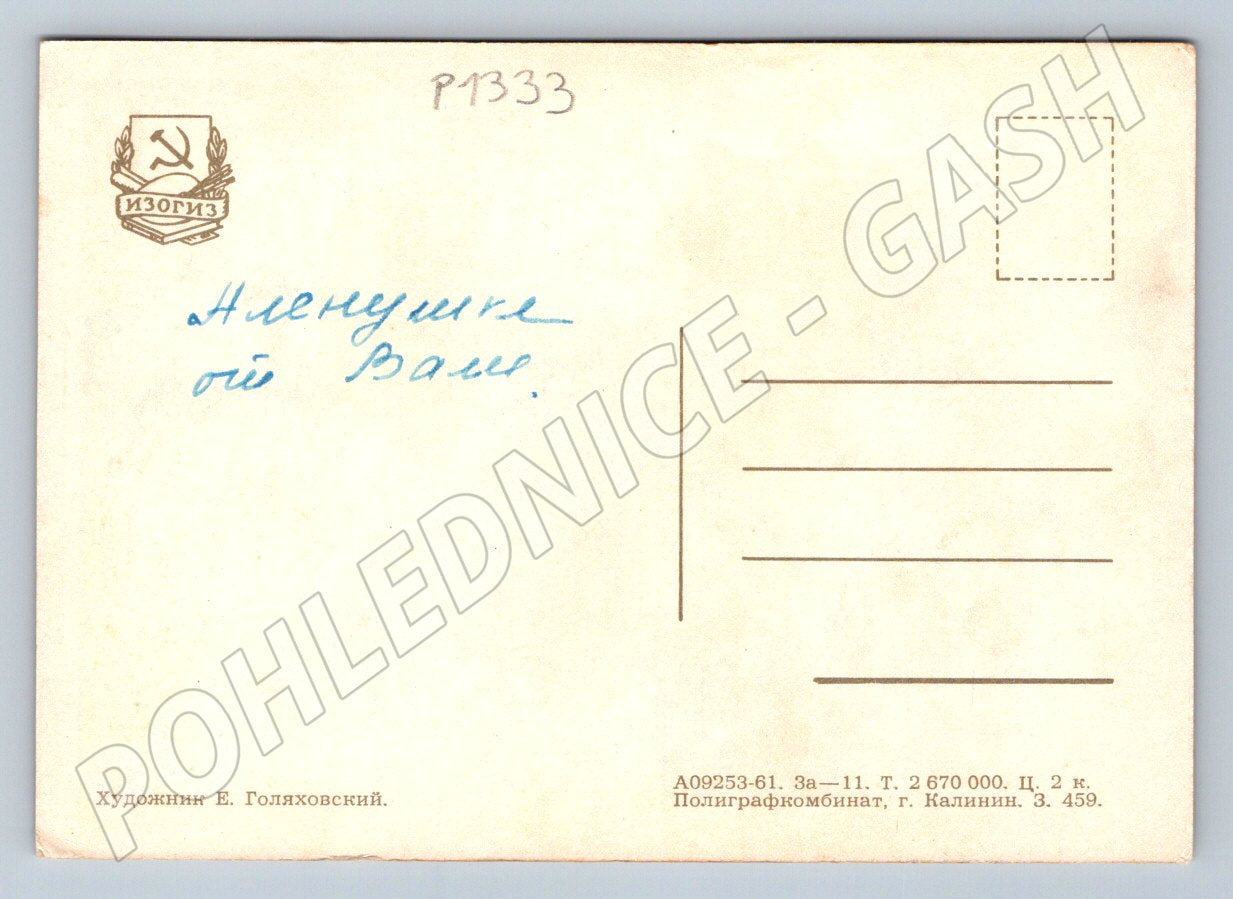 P1333
ИЗОГИЗ
Аленушке
от Вали.
Художник Е. Голяховский.
А09253-61. За—11. Т. 2 670 000. Ц. 2 к.
Полиграфкомбинат, г. Калинин. З. 459.
POHLEDNICE - GASH